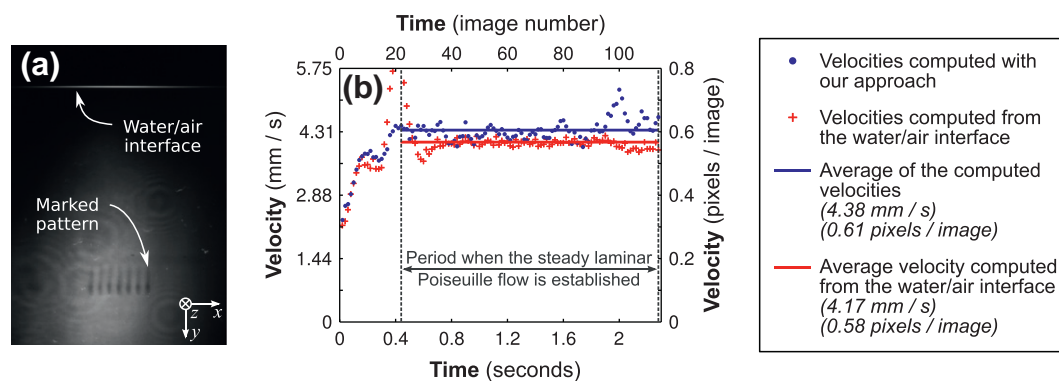 (a)
Water/air
interface
Marked
pattern
z
x
y
Time (image number)
0
20
40
60
80
100
(b)
5.75
4.31
2.88
1.44
0
Velocity (mm / s)
0.8
0.6
0.4
0.2
0
Velocity (pixels / image)
Period when the steady laminar
Poiseuille flow is established
0
0.4
0.8
1.2
1.6
2
Time (seconds)
Velocities computed with
our approach
Velocities computed from
the water/air interface
Average of the computed
velocities
(4.38 mm / s)
(0.61 pixels / image)
Average velocity computed
from the water/air interface
(4.17 mm / s)
(0.58 pixels / image)